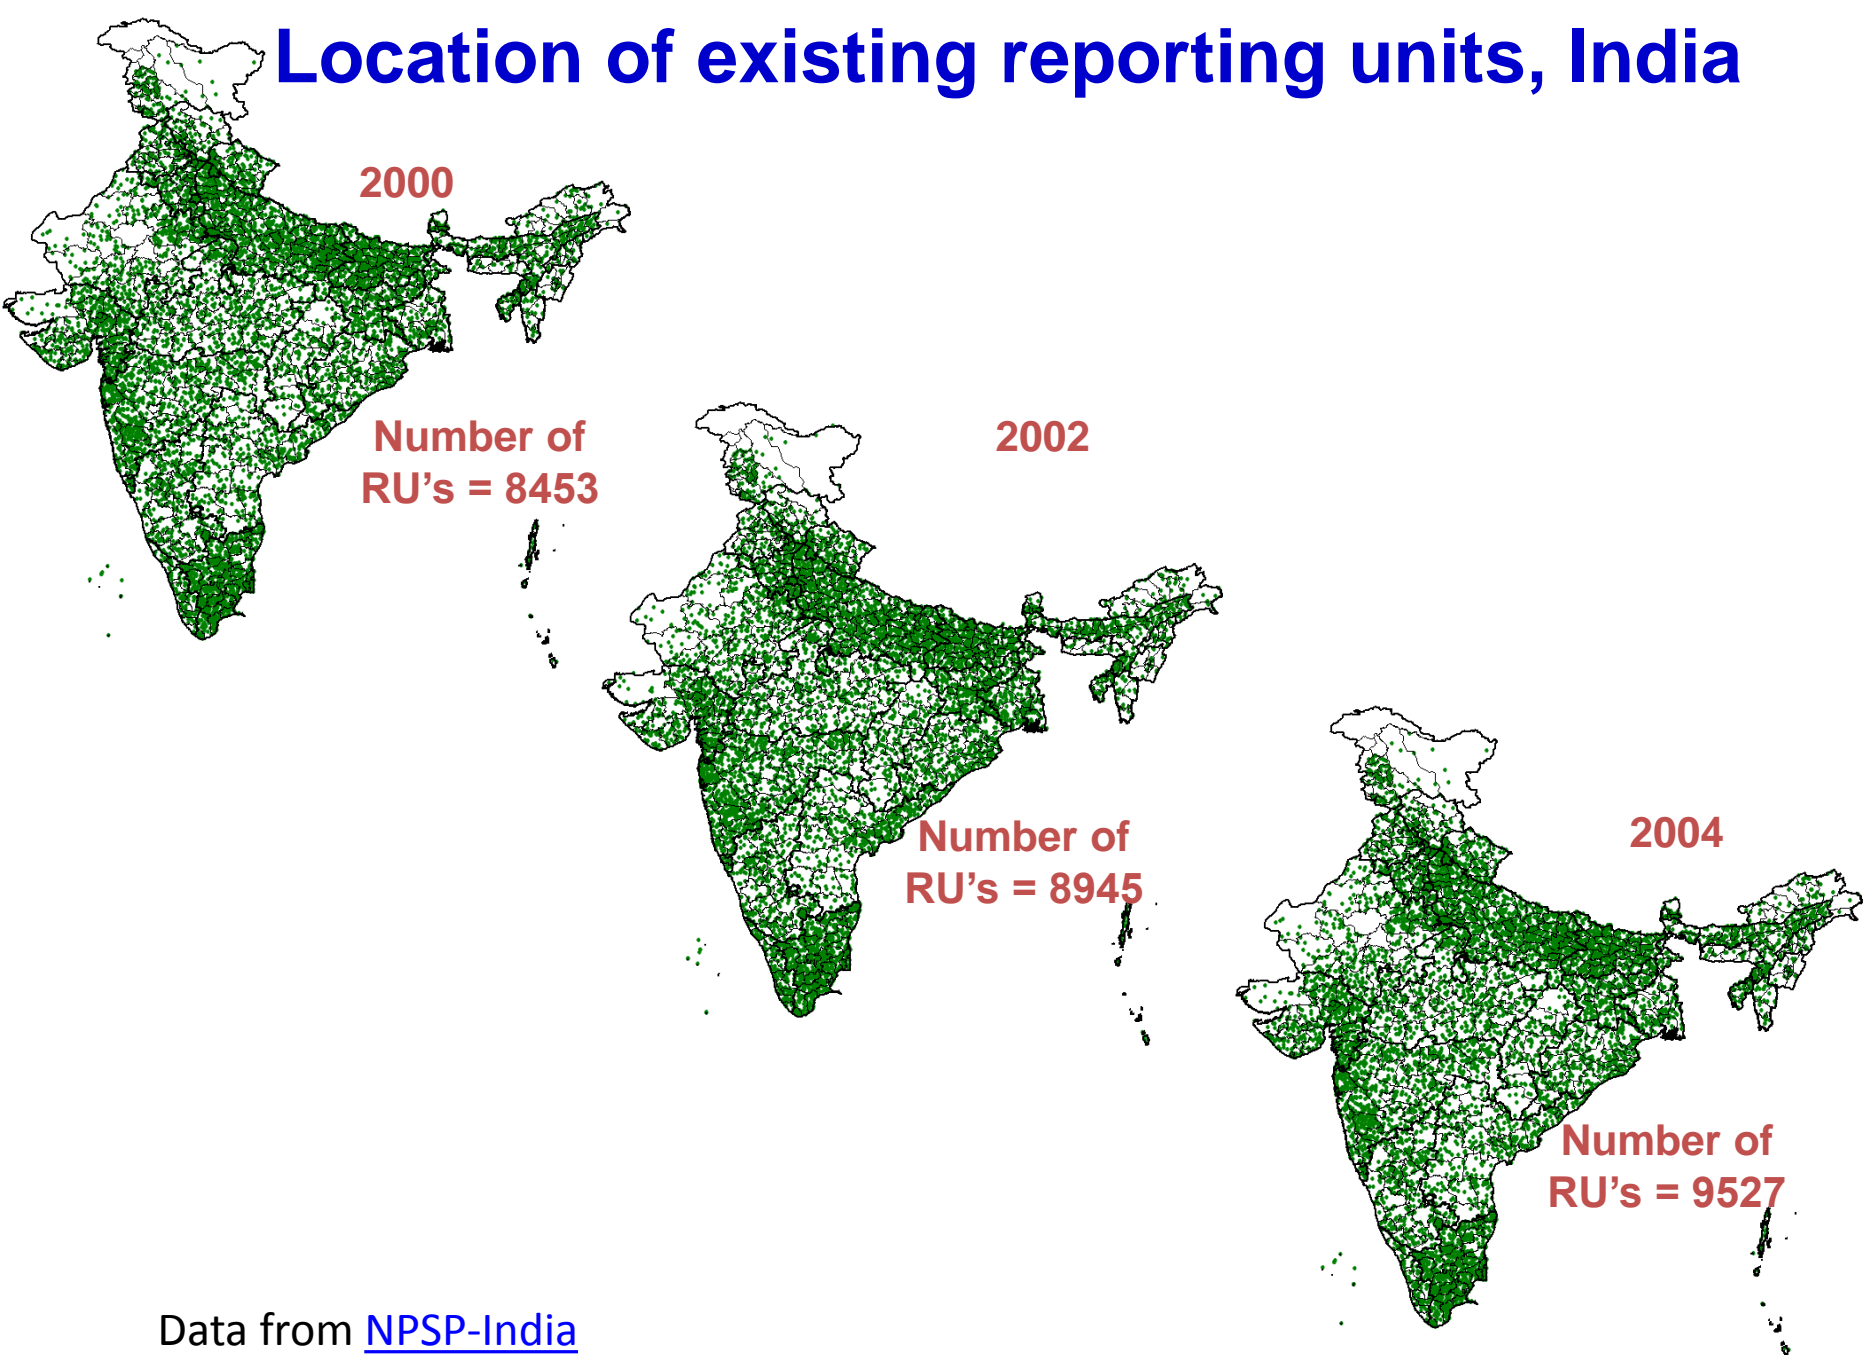 Location of existing reporting units, India
2000
Number of
RU’s = 8453
2002
Number of
RU’s = 8945
2004
Number of
RU’s = 9527
Data from NPSP-India